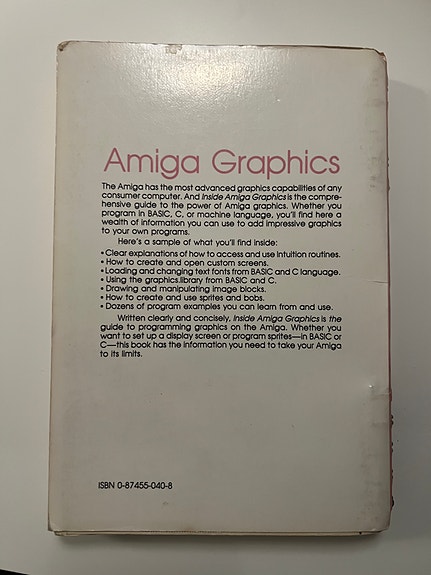 Amiga Graphics
The Amiga has the most advanced graphics capabilities of any
consumer computer. And Inside Amiga Graphics is the compre-
hensive guide to the power of Amiga graphics. Whether you
program in BASIC, C, or machine language, you'll find here a
wealth of information you can use to add impressive graphics
to your own programs.
Here's a sample of what you'll find inside:
• Clear explanations of how to access and use Intuition routines.
• How to create and open custom screens.
• Loading and changing text fonts from BASIC and C language.
• Using the graphics.library from BASIC and C.
• Drawing and manipulating image blocks.
• How to create and use sprites and bobs.
• Dozens of program examples you can learn from and use.
Written clearly and concisely, Inside Amiga Graphics is the
guide to programming graphics on the Amiga. Whether you
want to set up a display screen or program sprites—in BASIC or
C—this book has the information you need to take your Amiga
to its limits.
ISBN 0-87455-040-8